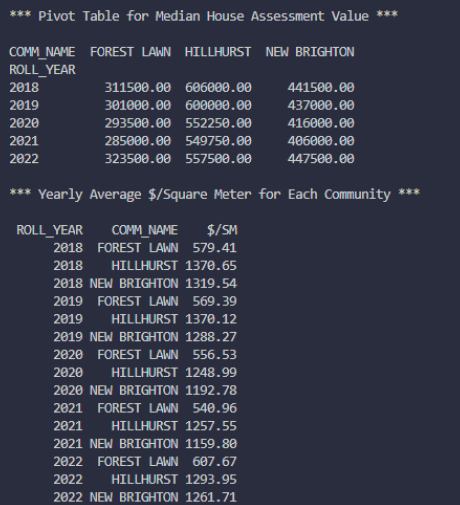 *** Pivot Table for Median House Assessment Value ***
COMM_NAME FOREST LAWN HILLHURST NEW BRIGHTON
ROLL_YEAR
2018 311500.00 606000.00 441500.00
2019 301000.00 600000.00 437000.00
2020 293500.00 552250.00 416000.00
2021 285000.00 549750.00 406000.00
2022 323500.00 557500.00 447500.00
*** Yearly Average $/Square Meter for Each Community ***
ROLL_YEAR COMM_NAME $/SM
2018 FOREST LAWN 579.41
2018 HILLHURST 1370.65
2018 NEW BRIGHTON 1319.54
2019 FOREST LAWN 569.39
2019 HILLHURST 1370.12
2019 NEW BRIGHTON 1288.27
2020 FOREST LAWN 556.53
2020 HILLHURST 1248.99
2020 NEW BRIGHTON 1192.78
2021 FOREST LAWN 540.96
2021 HILLHURST 1257.55
2021 NEW BRIGHTON 1159.80
2022 FOREST LAWN 607.67
2022 HILLHURST 1293.95
2022 NEW BRIGHTON 1261.71